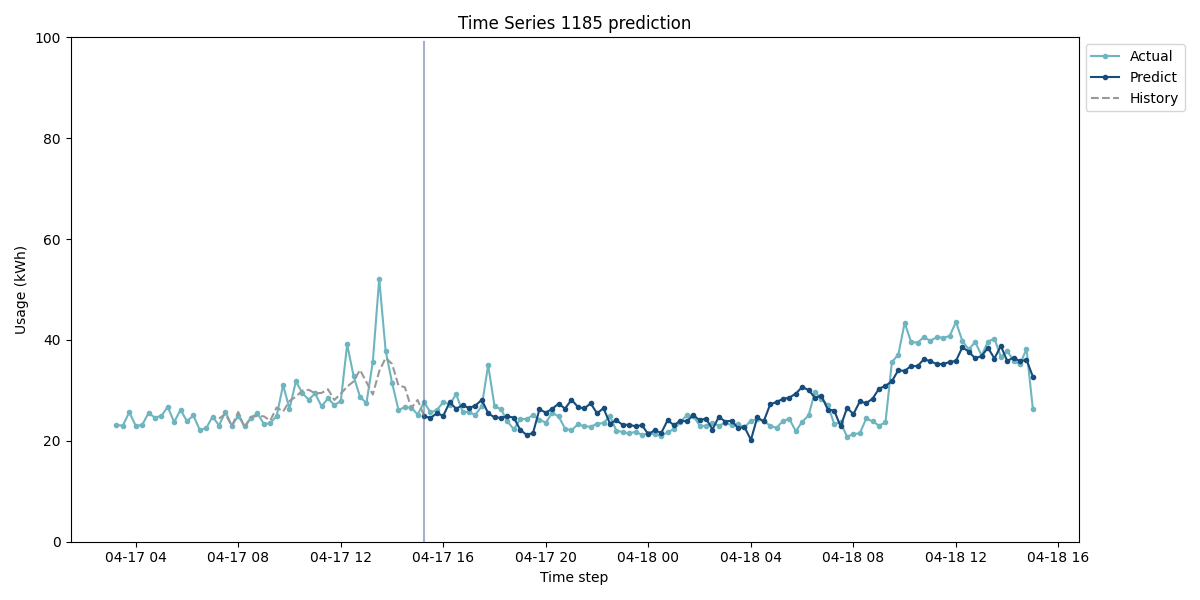 Time Series 1185 prediction
100
80
60
40
20
0
Usage (kWh)
04-17 04
04-17 08
04-17 12
04-17 16
04-17 20
04-18 00
04-18 04
04-18 08
04-18 12
04-18 16
Time step
Actual
Predict
History